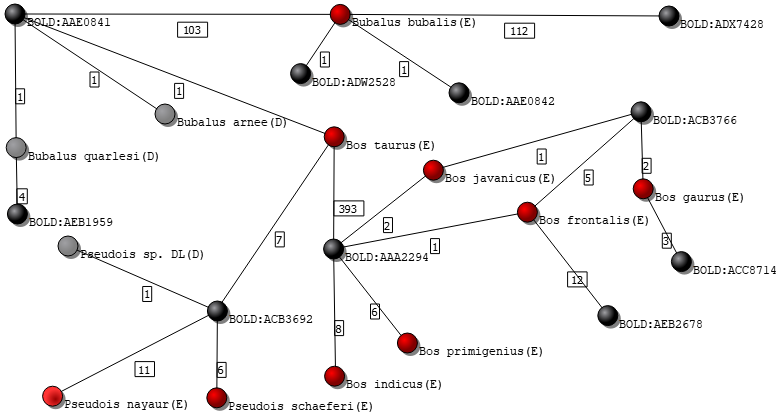 BOLD:AAE0841
103
Bubalus bubalis(E)
112
BOLD:ADX7428
1
1
1
1
1
BOLD:ADW2528
BOLD:AAE0842
Bubalus arnee(D)
BOLD:ACB3766
Bos taurus(E)
Bubalus quarlesi(D)
1
2
5
Bos javanicus(E)
4
393
Bos gaurus(E)
BOLD:AEB1959
2
Bos frontalis(E)
7
1
3
Pseudois sp. DL(D)
BOLD:AAA2294
BOLD:ACC8714
12
1
6
BOLD:ACB3692
8
BOLD:AEB2678
Bos primigenius(E)
11
6
Bos indicus(E)
Pseudois nayaur(E)
Pseudois schaeferi(E)